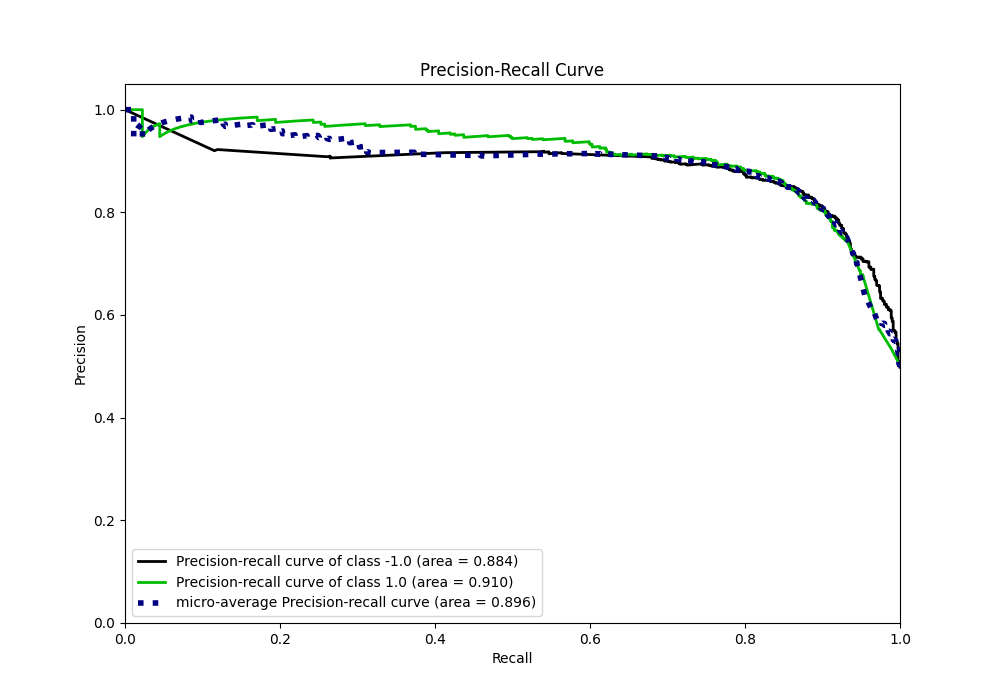 Precision-Recall Curve
1.0
0.8
0.6
0.4
0.2
0.0
Precision
Precision-recall curve of class -1.0 (area = 0.884)
Precision-recall curve of class 1.0 (area = 0.910)
micro-average Precision-recall curve (area = 0.896)
0.0 0.2 0.4 0.6 0.8 1.0
Recall